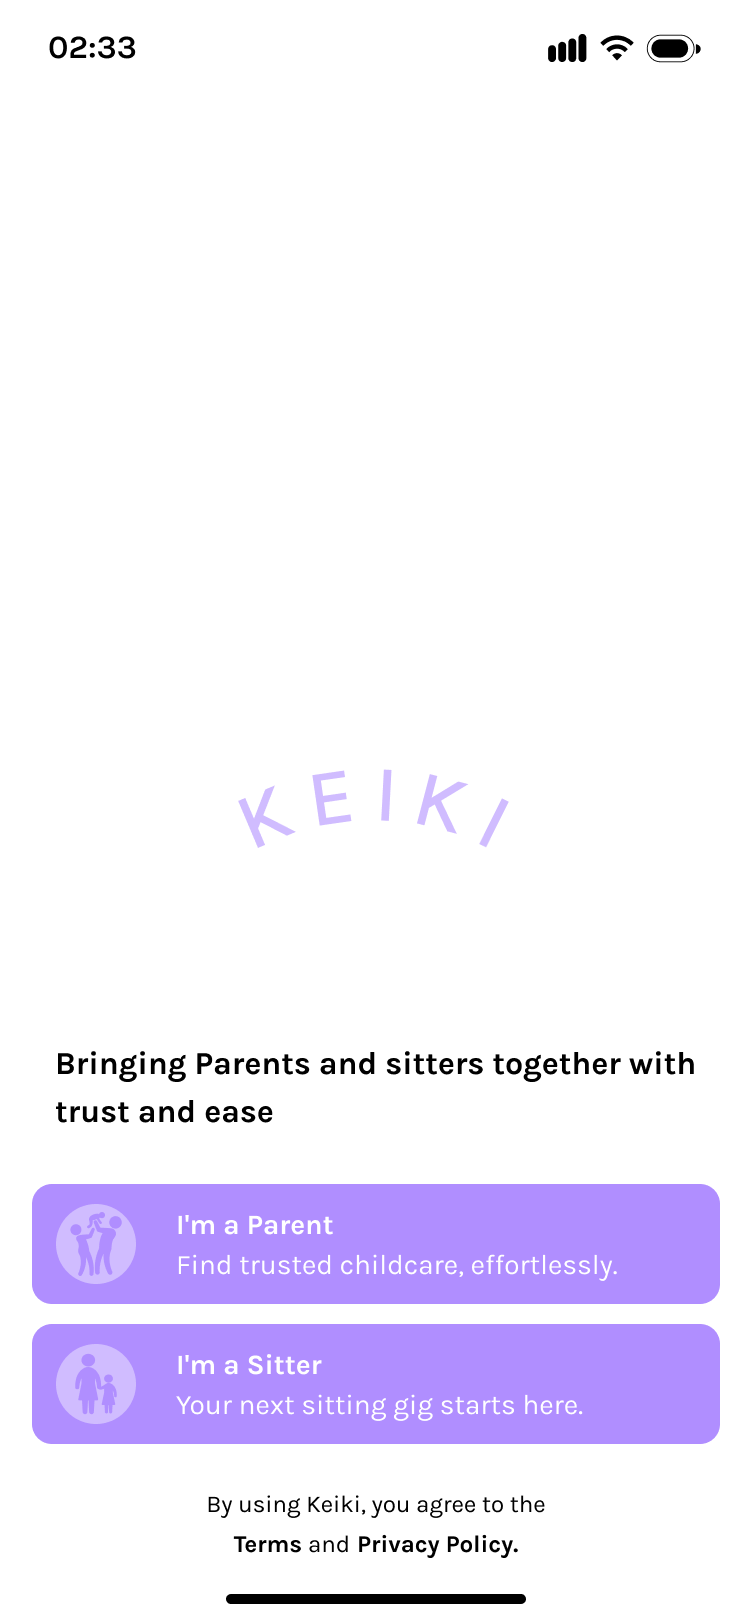 02:33
KEIKI
Bringing Parents and sitters together with
trust and ease
I'm a Parent
Find trusted childcare, effortlessly.
I'm a Sitter
Your next sitting gig starts here.
By using Keiki, you agree to the
Terms and Privacy Policy.